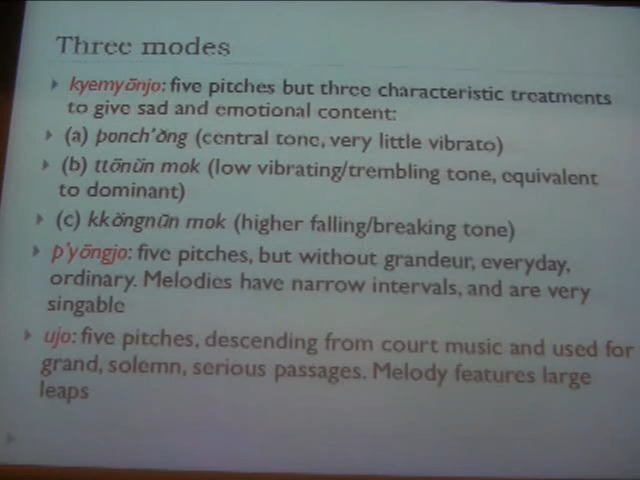 Three modes
kyemyŏnjo: five pitches but three characteristic treatments
to give sad and emotional content:
(a) ponch'ŏng (central tone, very little vibrato)
(b) ttŏnŭn mok (low vibrating/trembling tone, equivalent
to dominant)
(c) kkŏngnŭn mok (higher falling/breaking tone)
p'yŏngjo: five pitches, but without grandeur, everyday,
ordinary. Melodies have narrow intervals, and are very
singable
ujo: five pitches, descending from court music and used for
grand, solemn, serious passages. Melody features large
leaps